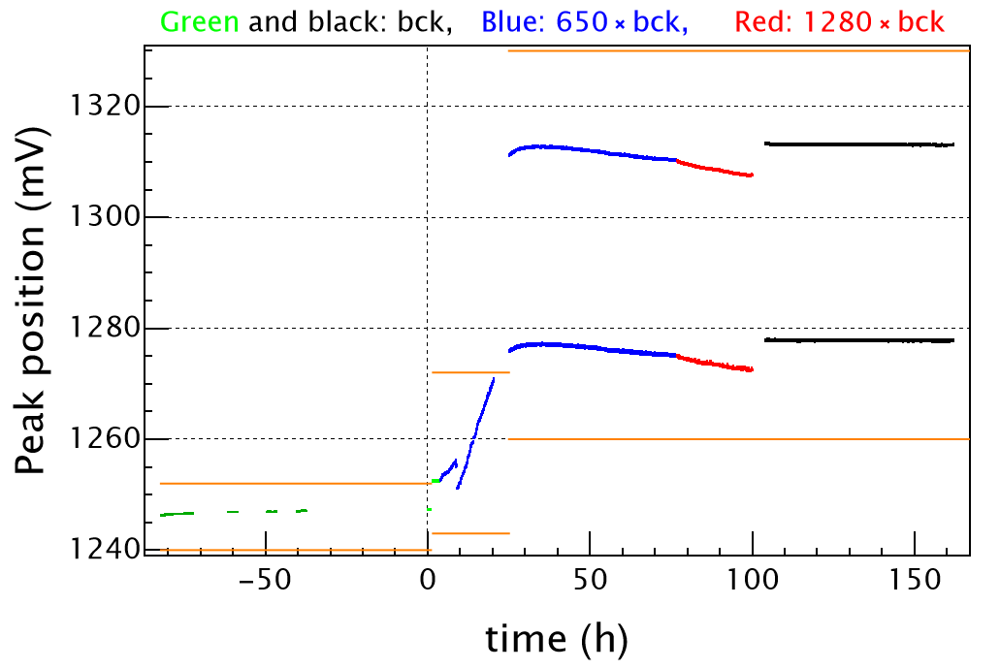 Green and black: bck, Blue: 650 × bck, Red: 1280 × bck
Peak position (mV)
1320
1300
1280
1260
1240
−50 0 50 100 150
time (h)